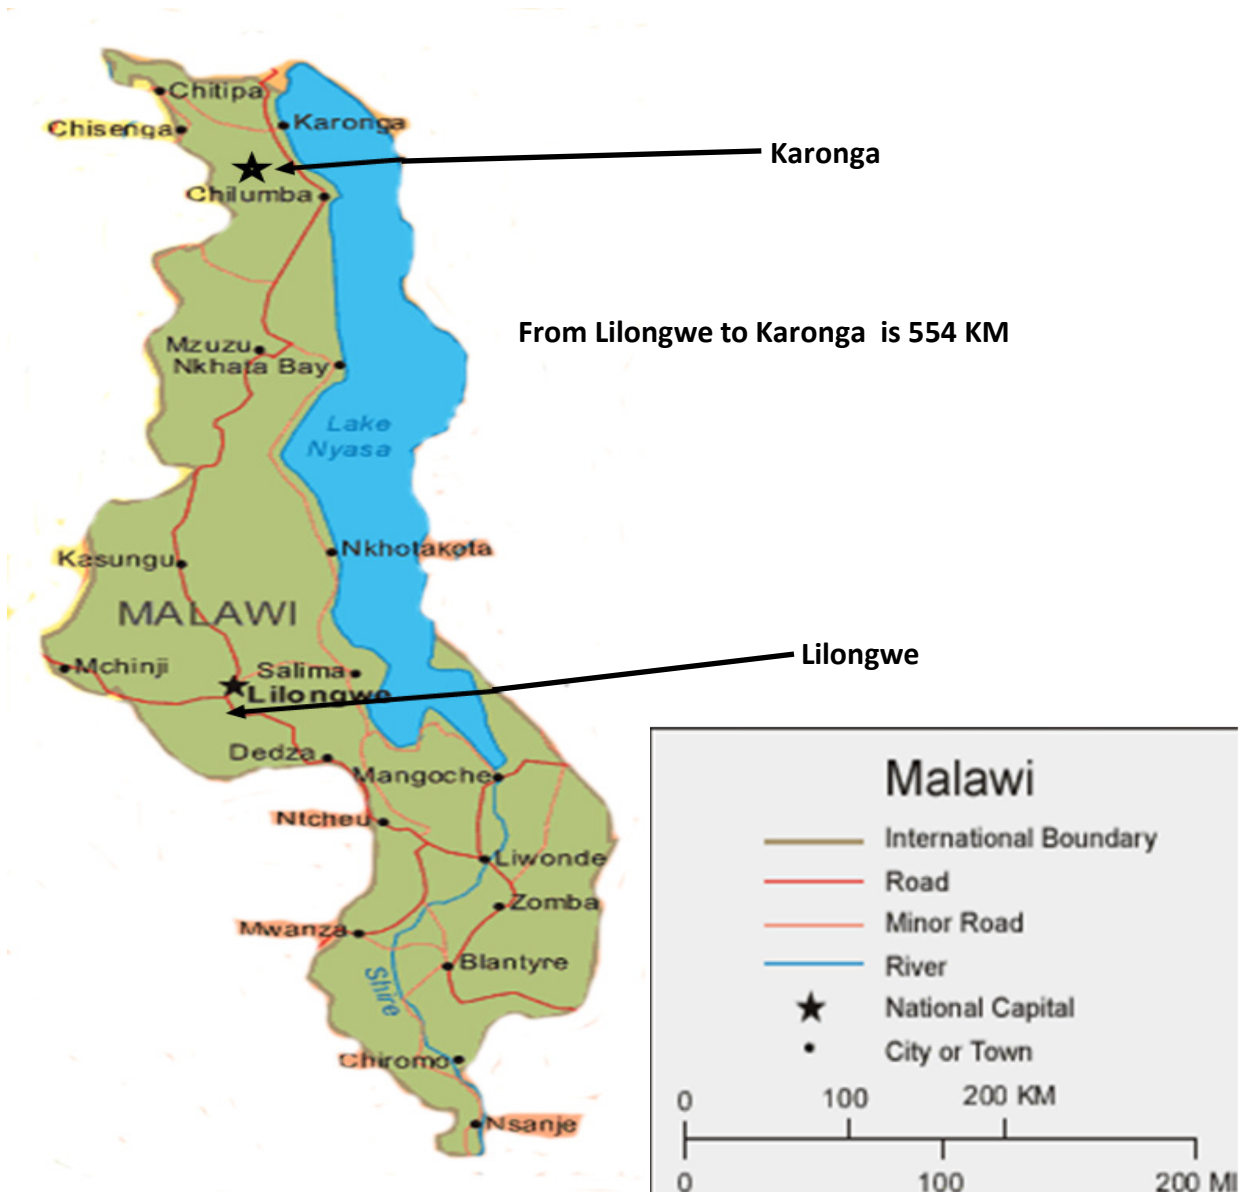 Chitipa
Chisenga
Karonga
Karonga
Chilumba
From Lilongwe to Karonga is 554 KM
Mzuzu
Nkhata Bay
Lake
Nyasa
Nkhotakota
Kasungu
MALAWI
Mchinji
Salima
Lilongwe
Lilongwe
Dedza
Mangoche
Ntcheu
Liwonde
Zomba
Mwanza
Blantyre
Shire
Chiromo
Nsanje
Malawi
International Boundary
Road
Minor Road
River
National Capital
City or Town
0 100 200 KM
0 100 200 MI